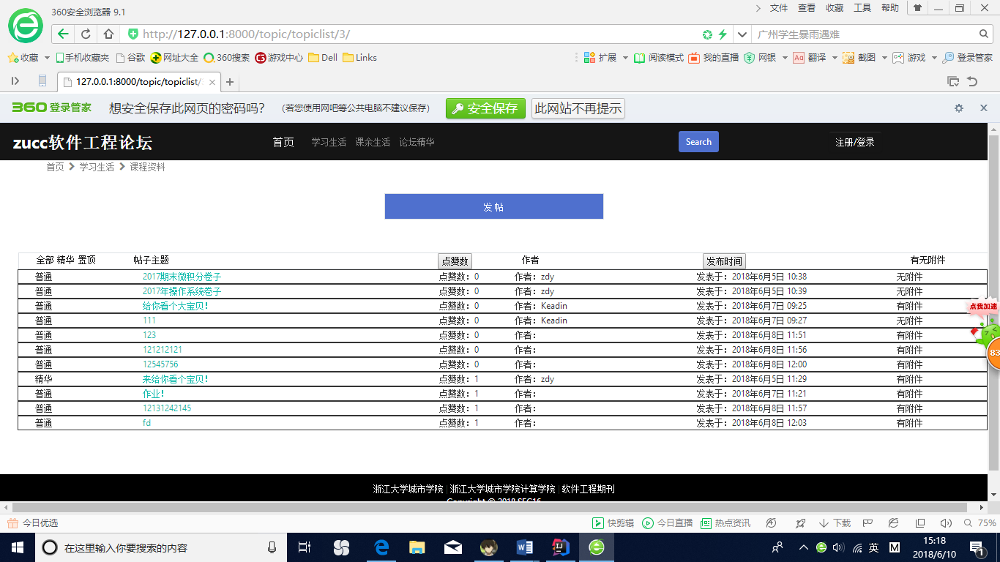 360安全浏览器 9.1
文件 查看 收藏 工具 帮助
http://127.0.0.1:8000/topic/topiclist/3/
广州学生暴雨遇难
收藏 手机收藏夹 谷歌 网址大全 360搜索 游戏中心 Dell Links
扩展 阅读模式 我的直播 网银 翻译 截图 游戏 登录管家
127.0.0.1:8000/topic/topiclist/
360登录管家 想安全保存此网页的密码吗? (若您使用网吧等公共电脑不建议保存) 安全保存 此网站不再提示
zucc软件工程论坛 首页 学习生活 课余生活 论坛精华 Search 注册/登录
首页 学习生活 课程资料
发帖
全部 精华 置顶 帖子主题 点赞数 作者 发布时间 有无附件
普通 2017期末微积分卷子 点赞数：0 作者：zdy 发表于：2018年6月5日 10:38 无附件
普通 2017年操作系统卷子 点赞数：0 作者：zdy 发表于：2018年6月5日 10:39 无附件
普通 给你看个大宝贝！ 点赞数：0 作者：Keadin 发表于：2018年6月7日 09:25 有附件
普通 111 点赞数：0 作者：Keadin 发表于：2018年6月7日 09:27 无附件
普通 123 点赞数：0 作者： 发表于：2018年6月8日 11:51 有附件
普通 121212121 点赞数：0 作者： 发表于：2018年6月8日 11:56 有附件
普通 12545756 点赞数：0 作者： 发表于：2018年6月8日 12:00 有附件
精华 来给你看个宝贝！ 点赞数：1 作者：zdy 发表于：2018年6月5日 11:29 有附件
普通 作业！ 点赞数：1 作者： 发表于：2018年6月7日 11:21 有附件
普通 12131242145 点赞数：1 作者： 发表于：2018年6月8日 11:57 有附件
普通 fd 点赞数：1 作者： 发表于：2018年6月8日 12:03 有附件
点我加速
83
浙江大学城市学院 | 浙江大学城市学院计算学院 | 软件工程期刊
Copyright © 2018 SEG16
今日优选 快剪辑 今日直播 热点资讯 下载 75%
在这里输入你要搜索的内容
英 M 15:18
2018/6/10
1